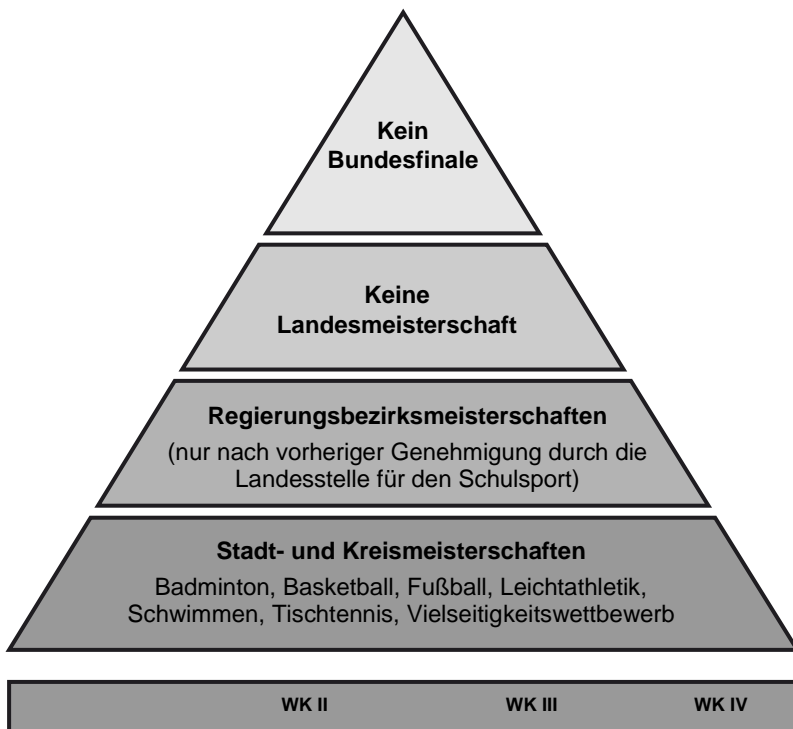 Kein
Bundesfinale
Keine
Landesmeisterschaft
Regierungsbezirksmeisterschaften
(nur nach vorheriger Genehmigung durch die
Landesstelle für den Schulsport)
Stadt- und Kreismeisterschaften
Badminton, Basketball, Fußball, Leichtathletik,
Schwimmen, Tischtennis, Vielseitigkeitswettbewerb
WK II WK III WK IV